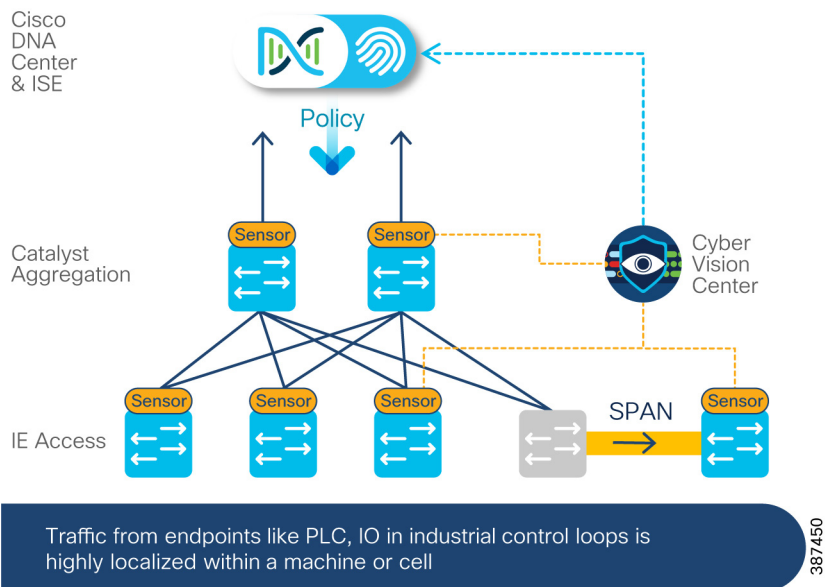 Cisco
DNA
Center
& ISE
Policy
Sensor
Sensor
Catalyst
Aggregation
Cyber
Vision
Center
Sensor
Sensor
Sensor
Sensor
SPAN
IE Access
Traffic from endpoints like PLC, IO in industrial control loops is
highly localized within a machine or cell
387450